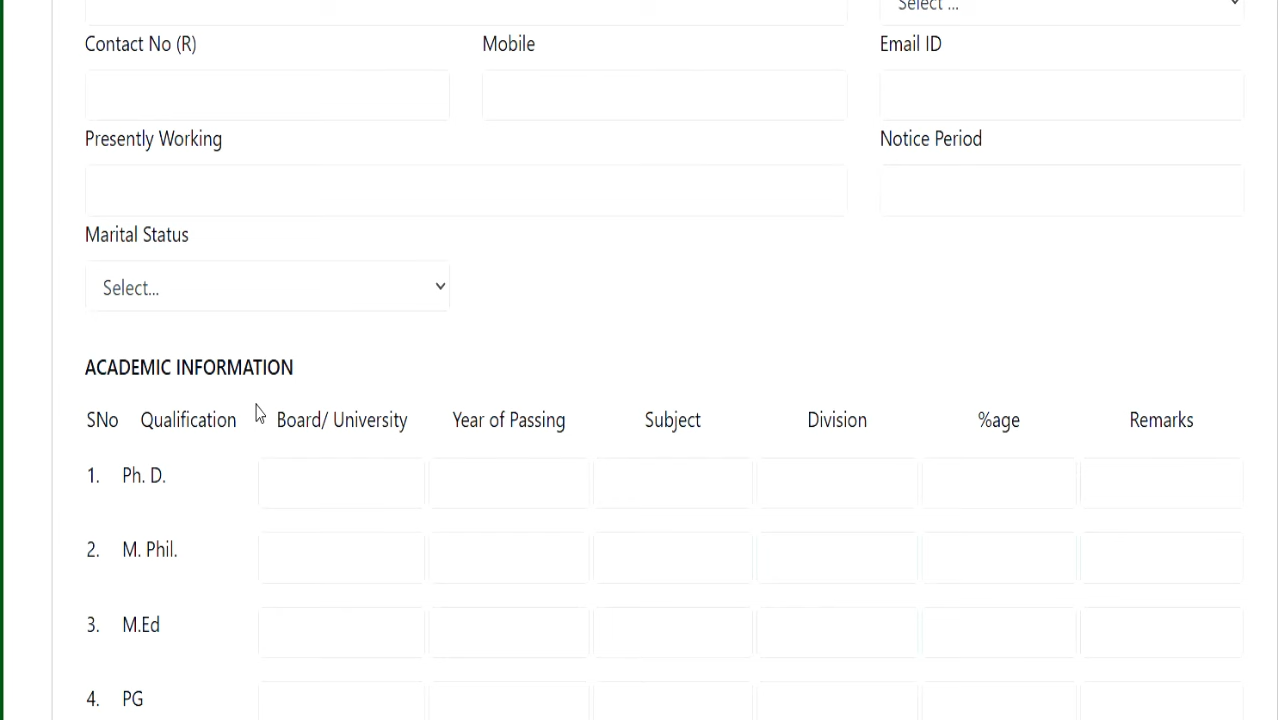 Select ...
Contact No (R) Mobile Email ID
Presently Working Notice Period
Marital Status
Select...
ACADEMIC INFORMATION
SNo Qualification Board/ University Year of Passing Subject Division %age Remarks
1. Ph. D.
2. M. Phil.
3. M.Ed
4. PG